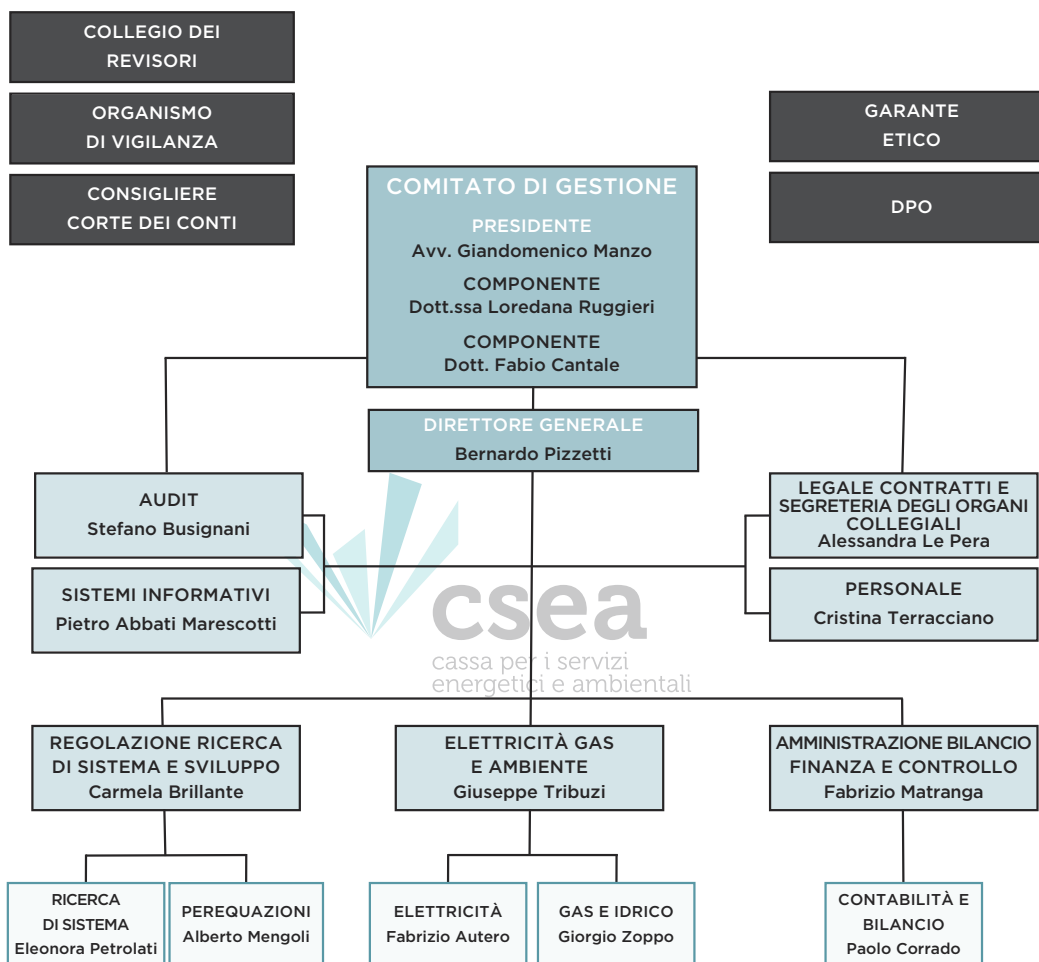 COLLEGIO DEI
REVISORI
ORGANISMO
DI VIGILANZA
CONSIGLIERE
CORTE DEI CONTI
GARANTE
ETICO
DPO
COMITATO DI GESTIONE
PRESIDENTE
Avv. Giandomenico Manzo
COMPONENTE
Dott.ssa Loredana Ruggieri
COMPONENTE
Dott. Fabio Cantale
DIRETTORE GENERALE
Bernardo Pizzetti
AUDIT
Stefano Busignani
LEGALE CONTRATTI E
SEGRETERIA DEGLI ORGANI
COLLEGIALI
Alessandra Le Pera
SISTEMI INFORMATIVI
Pietro Abbati Marescotti
PERSONALE
Cristina Terracciano
csea
cassa per i servizi
energetici e ambientali
REGOLAZIONE RICERCA
DI SISTEMA E SVILUPPO
Carmela Brillante
ELETTRICITÀ GAS
E AMBIENTE
Giuseppe Tribuzi
AMMINISTRAZIONE BILANCIO
FINANZA E CONTROLLO
Fabrizio Matranga
RICERCA
DI SISTEMA
Eleonora Petrolati
PEREQUAZIONI
Alberto Mengoli
ELETTRICITÀ
Fabrizio Autero
GAS E IDRICO
Giorgio Zoppo
CONTABILITÀ E
BILANCIO
Paolo Corrado